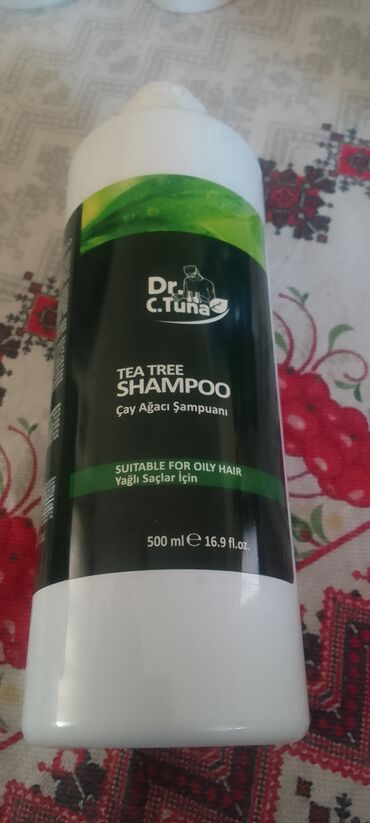 Dr.
C.Tuna
TEA TREE
SHAMPOO
Çay Ağacı Şampuanı
SUITABLE FOR OILY HAIR
Yağlı Saçlar İçin
500 ml ℮ 16.9 fl.oz.